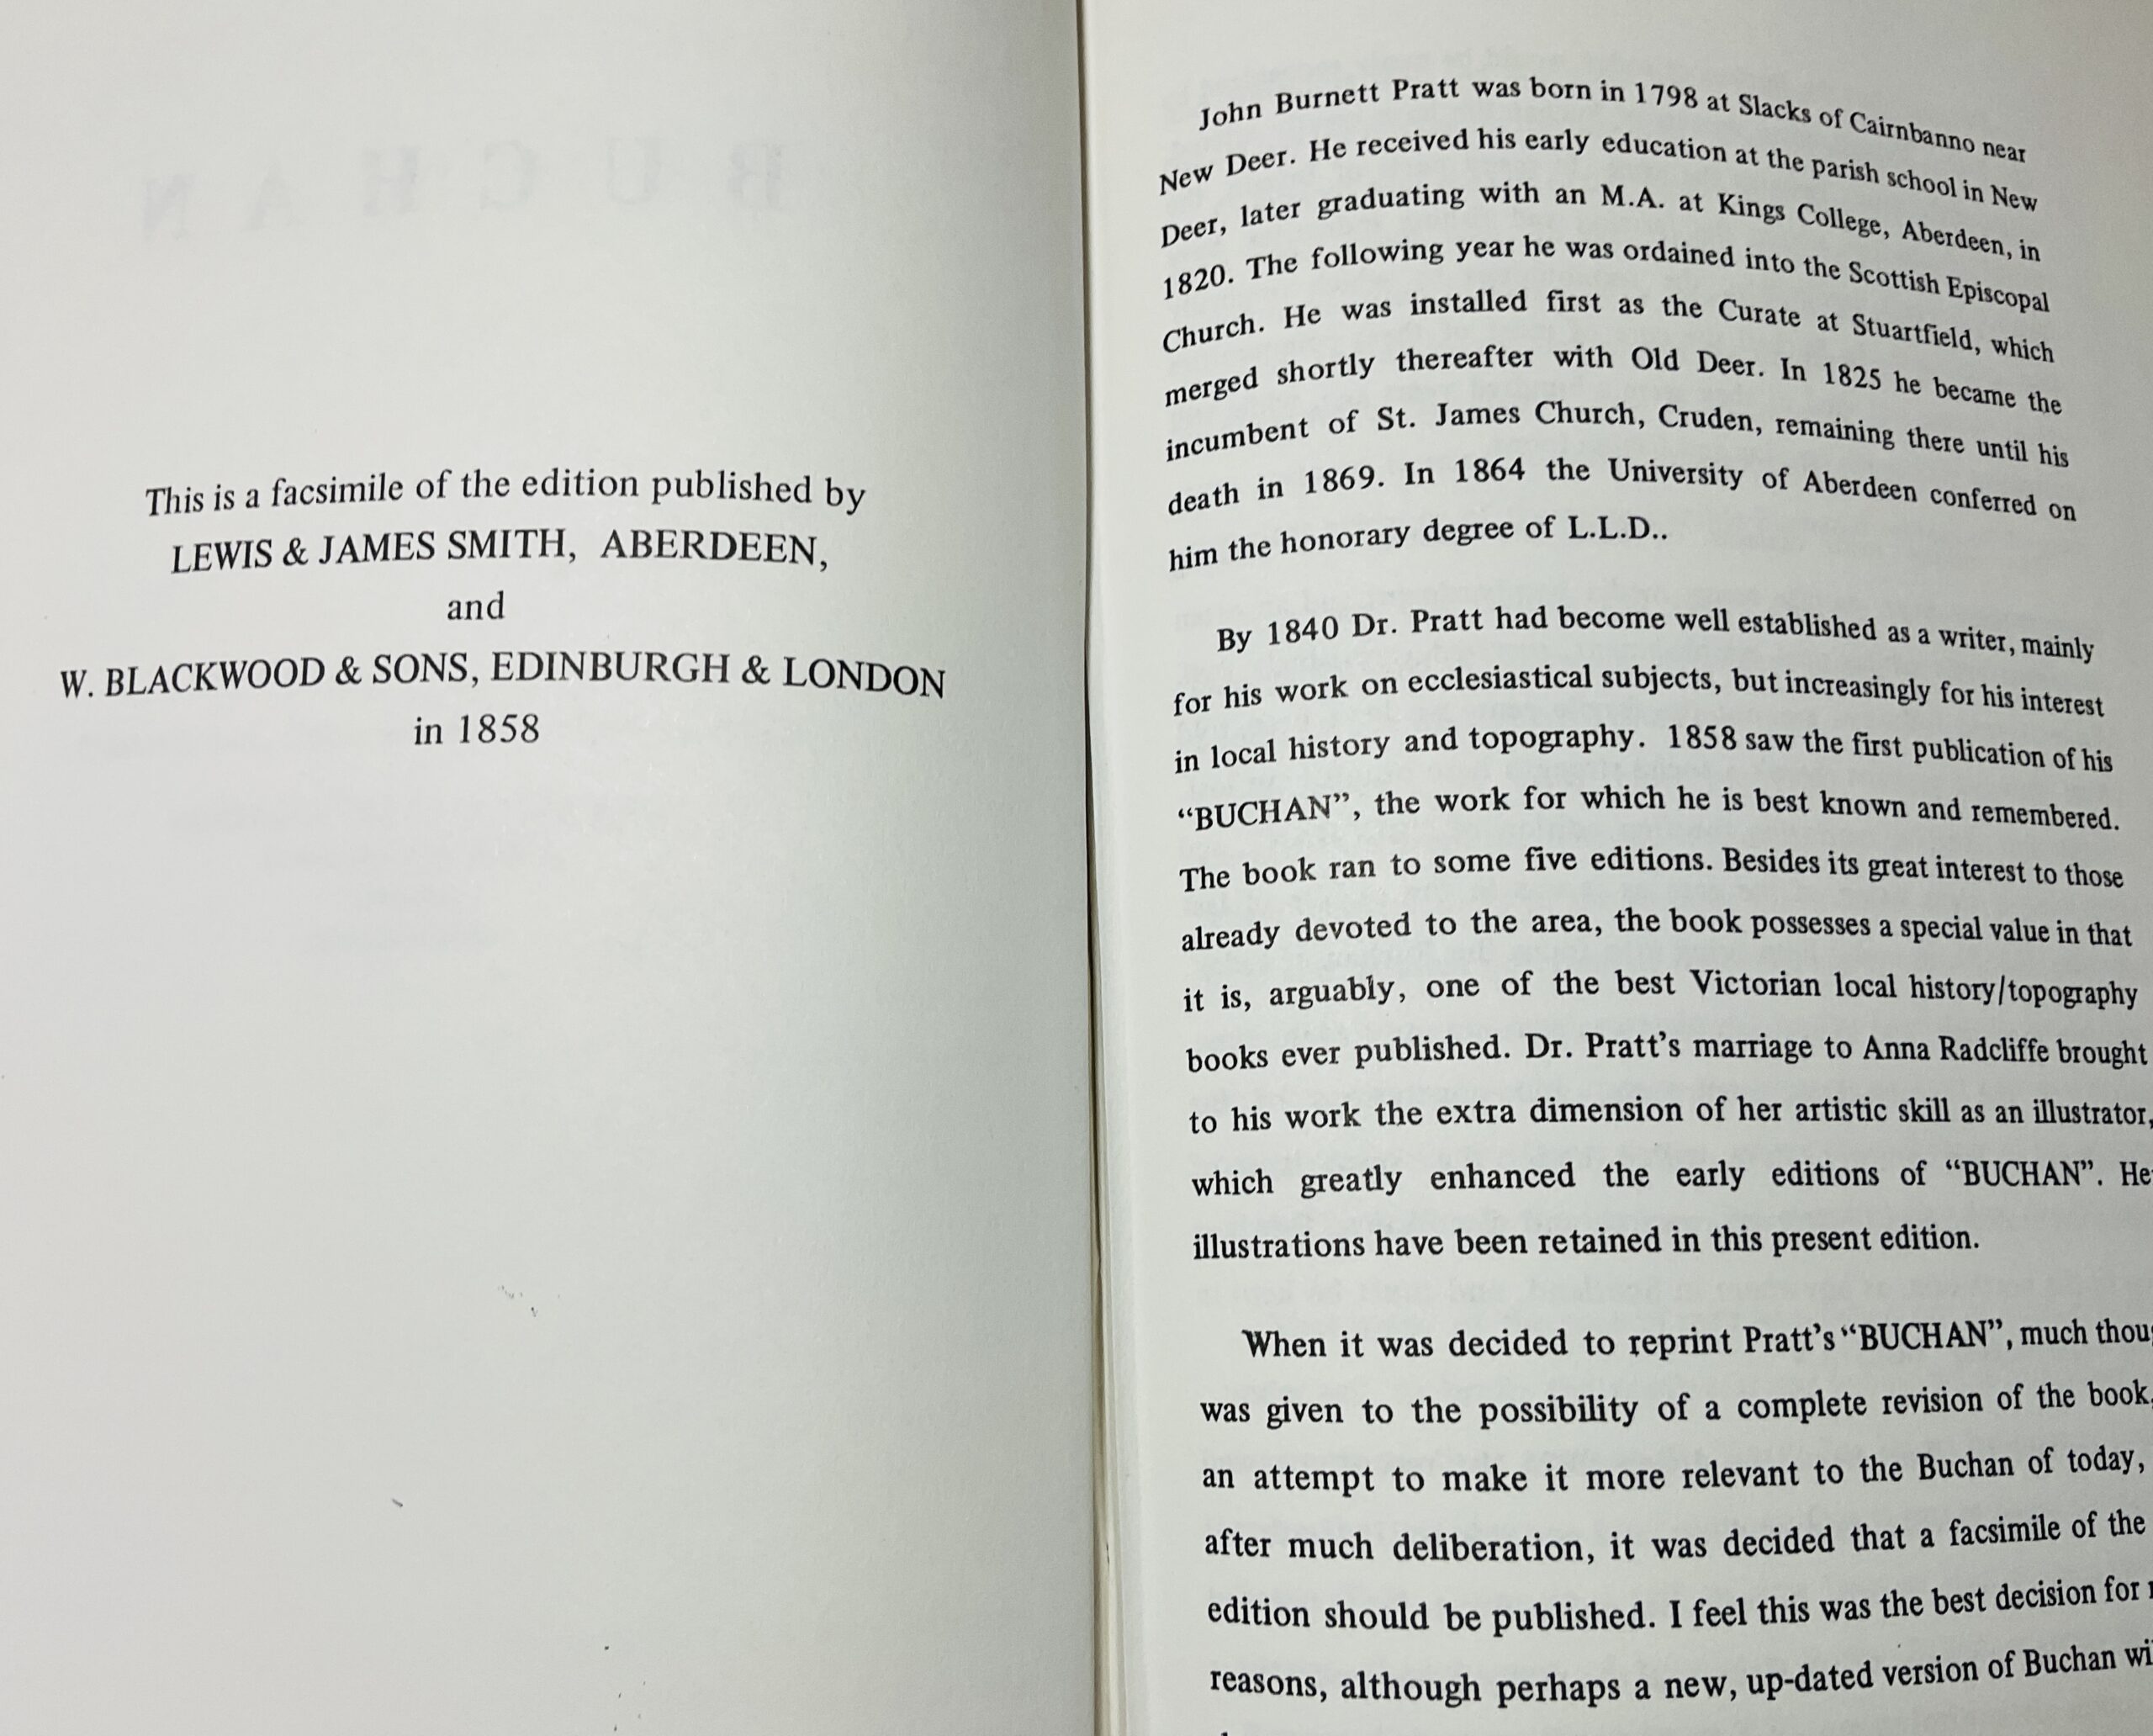 B U C H A N
This is a facsimile of the edition published by
LEWIS & JAMES SMITH, ABERDEEN,
and
W. BLACKWOOD & SONS, EDINBURGH & LONDON
in 1858
John Burnett Pratt was born in 1798 at Slacks of Cairnbanno near
New Deer. He received his early education at the parish school in New
Deer, later graduating with an M.A. at Kings College, Aberdeen, in
1820. The following year he was ordained into the Scottish Episcopal
Church. He was installed first as the Curate at Stuartfield, which
merged shortly thereafter with Old Deer. In 1825 he became the
incumbent of St. James Church, Cruden, remaining there until his
death in 1869. In 1864 the University of Aberdeen conferred on
him the honorary degree of L.L.D..
By 1840 Dr. Pratt had become well established as a writer, mainly
for his work on ecclesiastical subjects, but increasingly for his interest
in local history and topography. 1858 saw the first publication of his
“BUCHAN”, the work for which he is best known and remembered.
The book ran to some five editions. Besides its great interest to those
already devoted to the area, the book possesses a special value in that
it is, arguably, one of the best Victorian local history/topography
books ever published. Dr. Pratt’s marriage to Anna Radcliffe brought
to his work the extra dimension of her artistic skill as an illustrator,
which greatly enhanced the early editions of “BUCHAN”. He
illustrations have been retained in this present edition.
When it was decided to reprint Pratt’s “BUCHAN”, much thou
was given to the possibility of a complete revision of the book,
an attempt to make it more relevant to the Buchan of today,
after much deliberation, it was decided that a facsimile of the
edition should be published. I feel this was the best decision for
reasons, although perhaps a new, up-dated version of Buchan wi